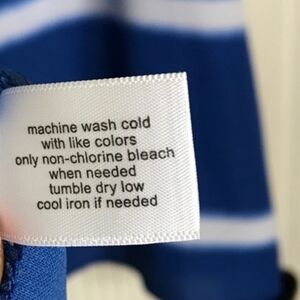 machine wash cold
with like colors
only non-chlorine bleach
when needed
tumble dry low
cool iron if needed